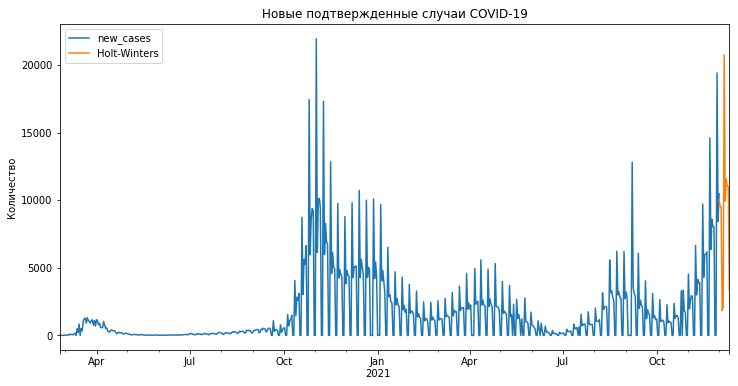 Новые подтвержденные случаи COVID-19
new_cases
Holt-Winters
Количество
20000
15000
10000
5000
0
Apr Jul Oct Jan Apr Jul Oct
2021